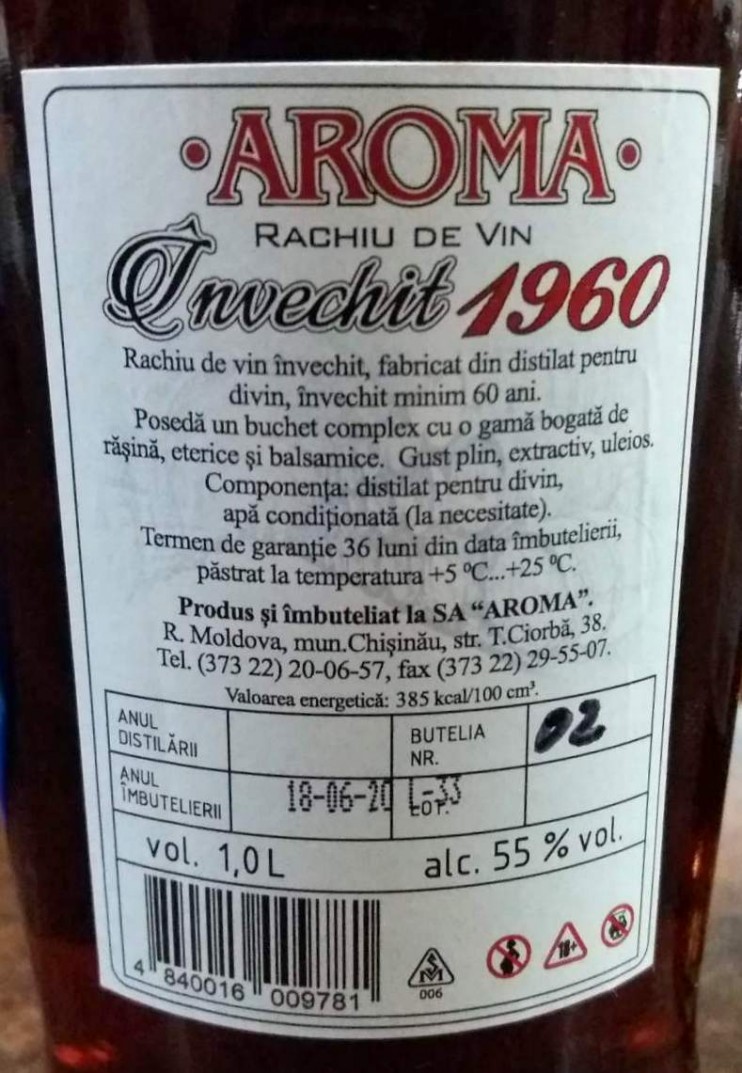 ·AROMA·
RACHIU DE VIN
Învechit 1960
Rachiu de vin învechit, fabricat din distilat pentru
divin, învechit minim 60 ani.
Posedă un buchet complex cu o gamă bogată de
rășină, eterice și balsamice. Gust plin, extractiv, uleios.
Componența: distilat pentru divin,
apă condiționată (la necesitate).
Termen de garanție 36 luni din data îmbutelierii,
păstrat la temperatura +5 ºC...+25 ºC.
Produs și îmbuteliat la SA “AROMA”.
R. Moldova, mun.Chișinău, str. T.Ciorbă, 38.
Tel. (373 22) 20-06-57, fax (373 22) 29-55-07.
Valoarea energetică: 385 kcal/100 cm³.
ANUL
DISTILĂRII
BUTELIA
NR.
02
ANUL
ÎMBUTELIERII
18-06-20 L-33
LOT.
vol. 1,0 L
alc. 55 % vol.
4 840016 009781
SM
006
18+